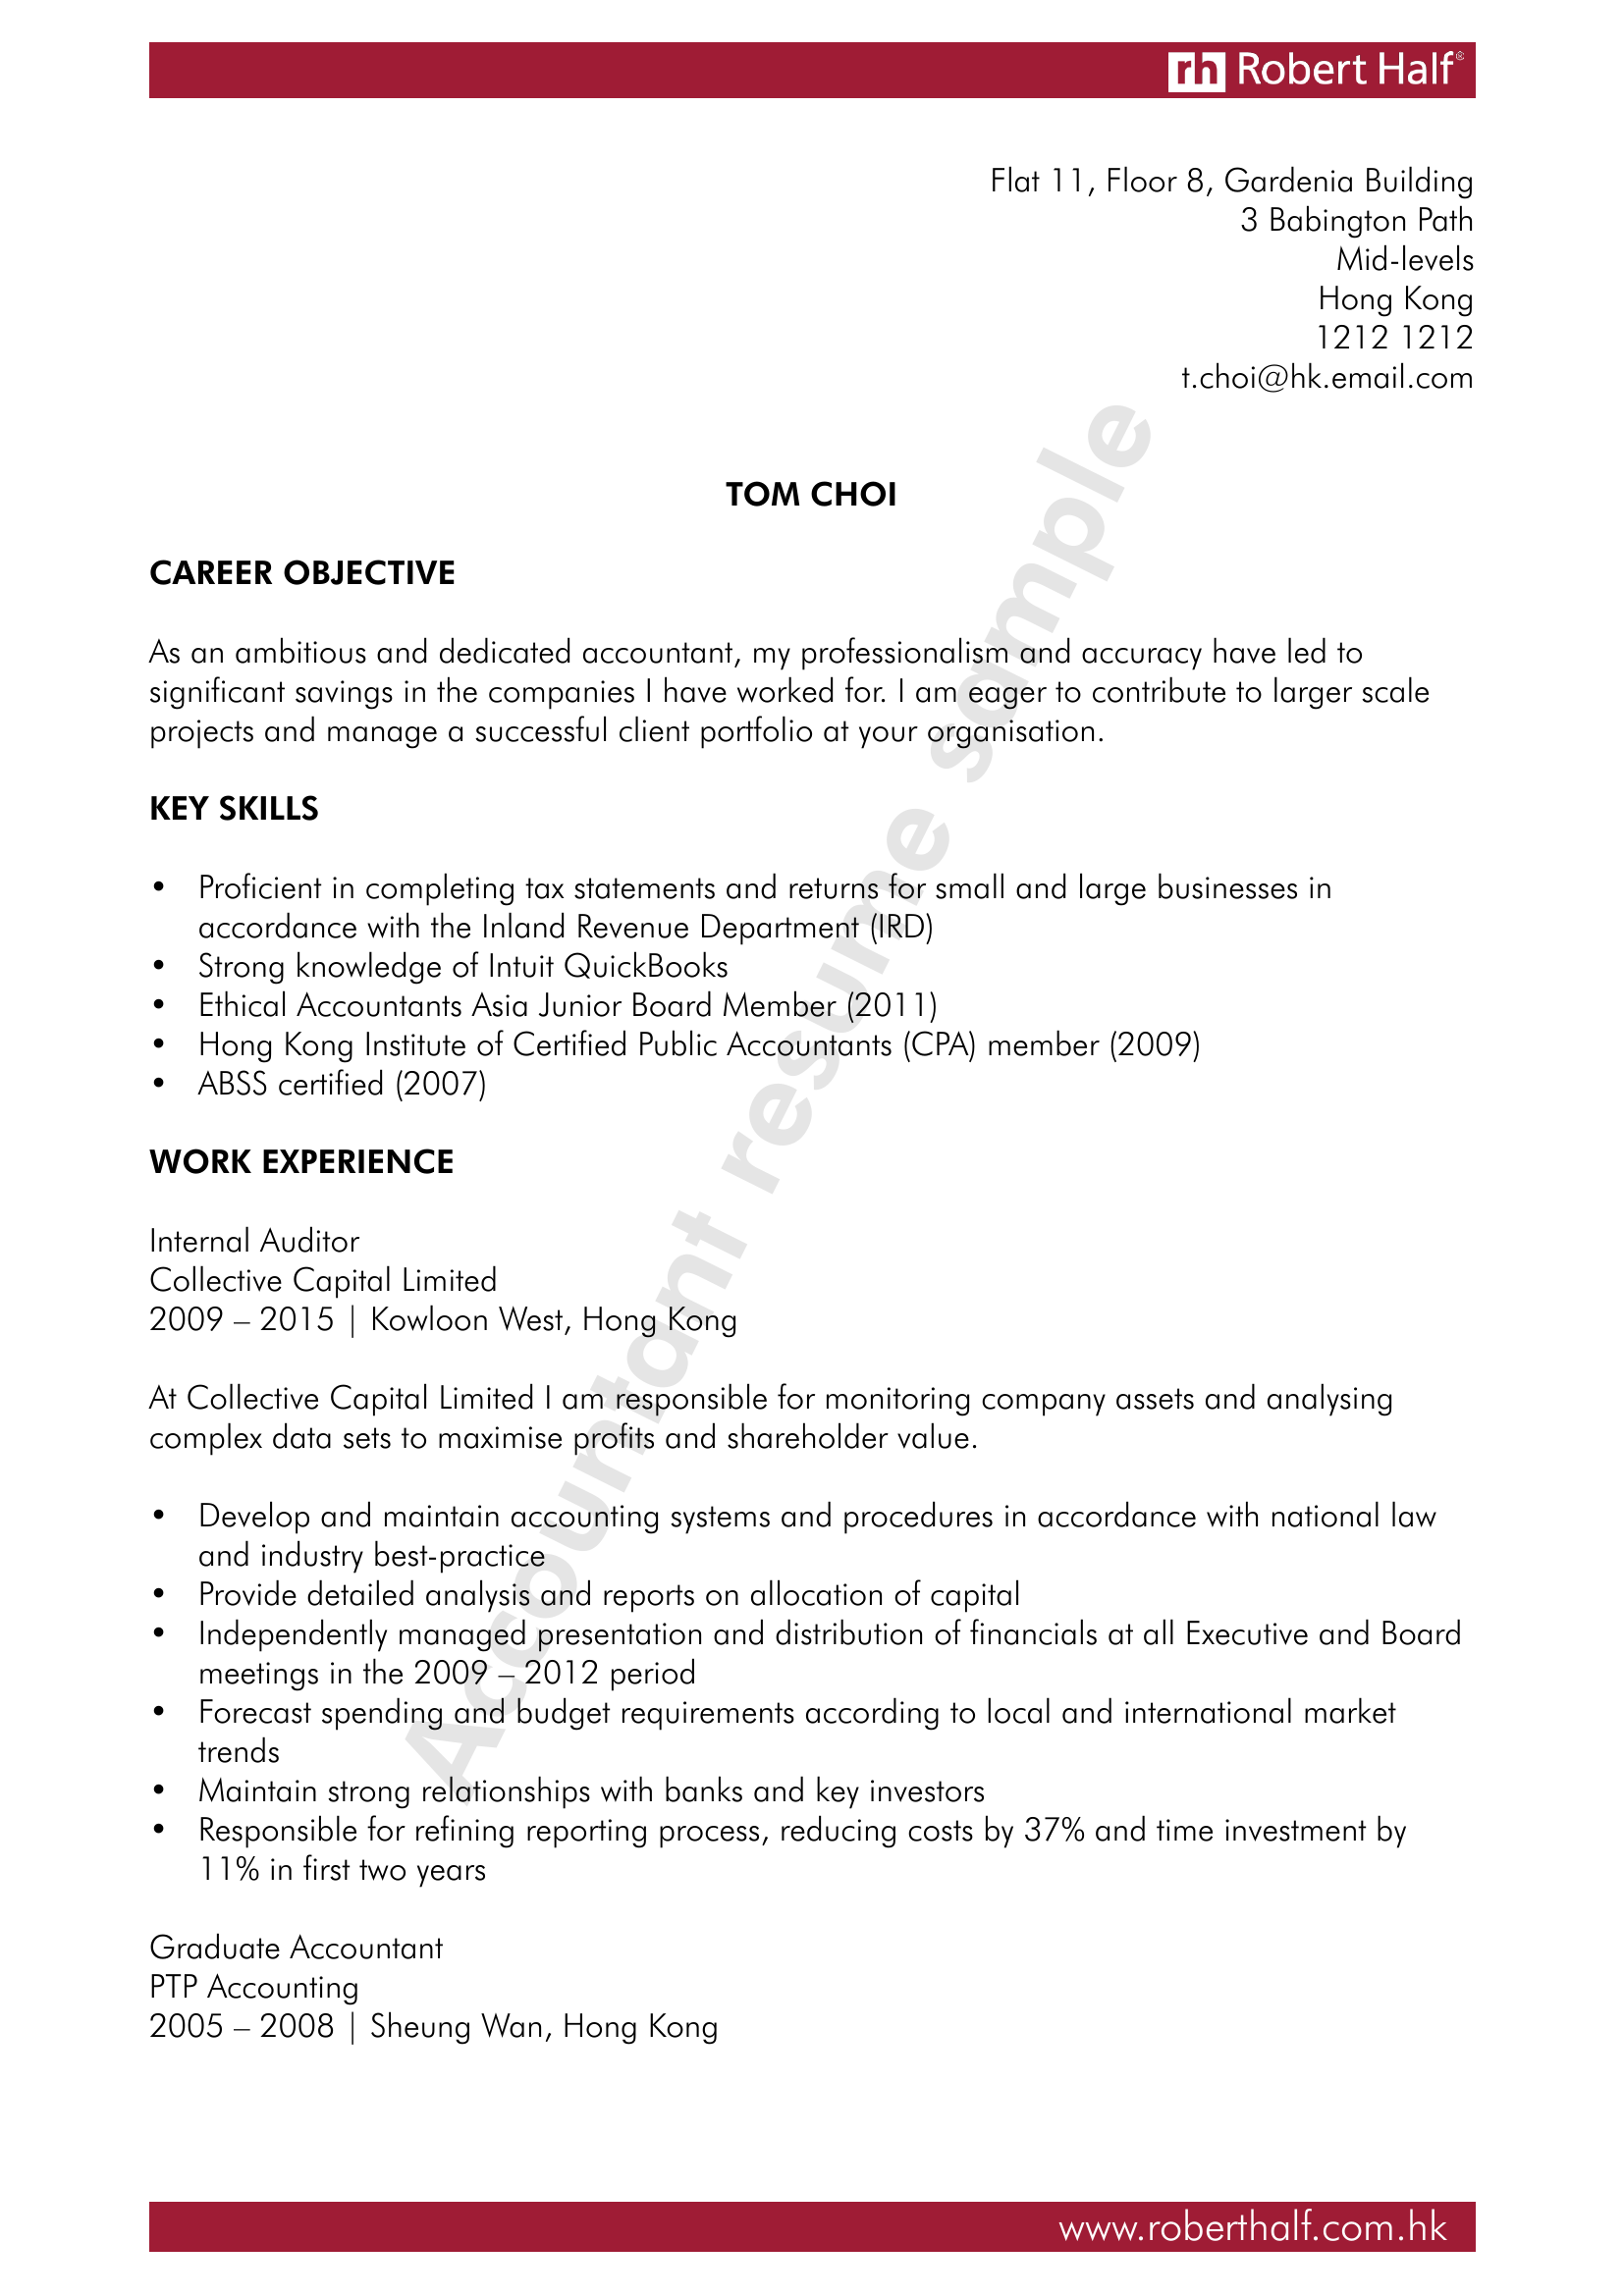 rh Robert Half®
Flat 11, Floor 8, Gardenia Building
3 Babington Path
Mid-levels
Hong Kong
1212 1212
t.choi@hk.email.com
TOM CHOI
CAREER OBJECTIVE
As an ambitious and dedicated accountant, my professionalism and accuracy have led to
significant savings in the companies I have worked for. I am eager to contribute to larger scale
projects and manage a successful client portfolio at your organisation.
KEY SKILLS
• Proficient in completing tax statements and returns for small and large businesses in
accordance with the Inland Revenue Department (IRD)
• Strong knowledge of Intuit QuickBooks
• Ethical Accountants Asia Junior Board Member (2011)
• Hong Kong Institute of Certified Public Accountants (CPA) member (2009)
• ABSS certified (2007)
WORK EXPERIENCE
Internal Auditor
Collective Capital Limited
2009 – 2015 | Kowloon West, Hong Kong
At Collective Capital Limited I am responsible for monitoring company assets and analysing
complex data sets to maximise profits and shareholder value.
• Develop and maintain accounting systems and procedures in accordance with national law
and industry best-practice
• Provide detailed analysis and reports on allocation of capital
• Independently managed presentation and distribution of financials at all Executive and Board
meetings in the 2009 – 2012 period
• Forecast spending and budget requirements according to local and international market
trends
• Maintain strong relationships with banks and key investors
• Responsible for refining reporting process, reducing costs by 37% and time investment by
11% in first two years
Graduate Accountant
PTP Accounting
2005 – 2008 | Sheung Wan, Hong Kong
Accountant resume sample
www.roberthalf.com.hk